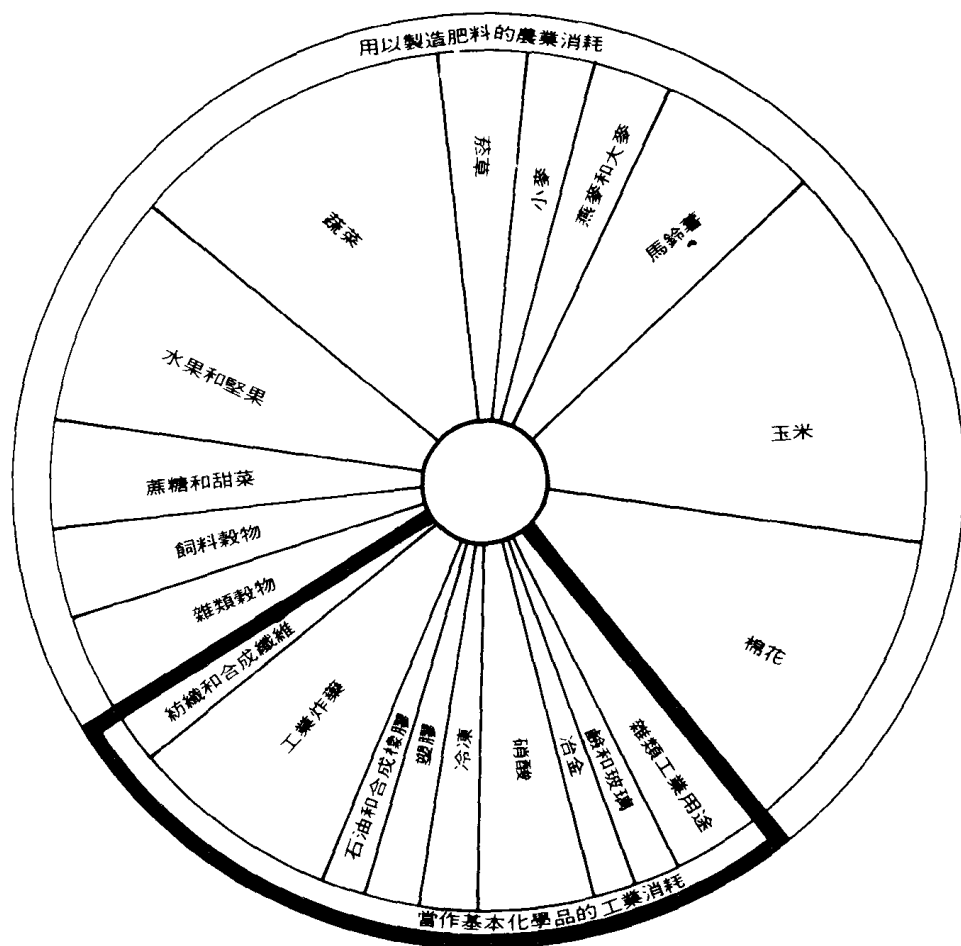 用以製造肥料的農業消耗
菸草
小麥
燕麥和大麥
馬鈴薯
玉米
棉花
蔬菜
水果和堅果
蔗糖和甜菜
飼料穀物
雜類穀物
紡織和合成纖維
工業炸藥
石油和合成橡膠
塑膠
冷凍
硝酸
冶金
鹼和玻璃
雜類工業用途
當作基本化學品的工業消耗